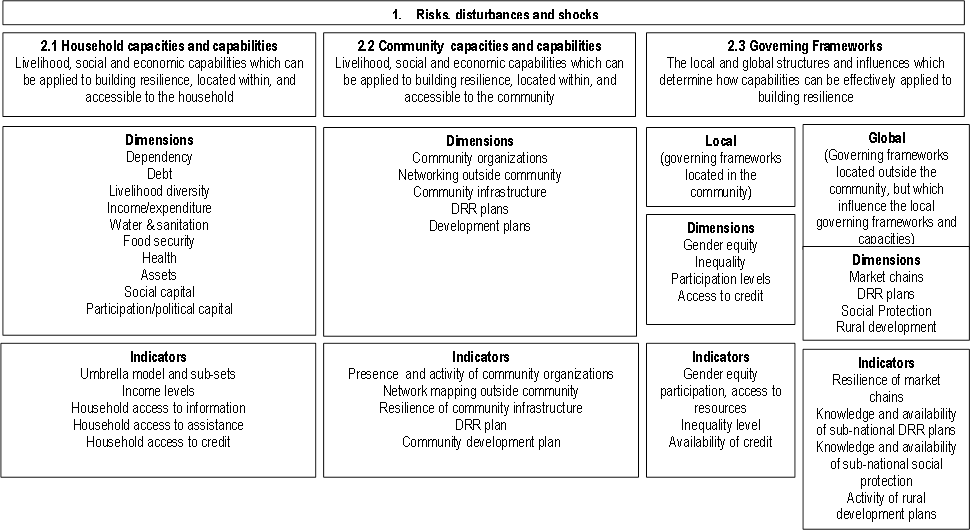 1. Risks, disturbances and shocks
2.1 Household capacities and capabilities
Livelihood, social and economic capabilities which can
be applied to building resilience, located within, and
accessible to the household
2.2 Community capacities and capabilities
Livelihood, social and economic capabilities which can
be applied to building resilience, located within, and
accessible to the community
2.3 Governing Frameworks
The local and global structures and influences which
determine how capabilities can be effectively applied to
building resilience
Dimensions
Dependency
Debt
Livelihood diversity
Income/expenditure
Water & sanitation
Food security
Health
Assets
Social capital
Participation/political capital
Dimensions
Community organizations
Networking outside community
Community infrastructure
DRR plans
Development plans
Local
(governing frameworks
located in the
community)
Dimensions
Gender equity
Inequality
Participation levels
Access to credit
Global
(Governing frameworks
located outside the
community, but which
influence the local
governing frameworks and
capacities)
Dimensions
Market chains
DRR plans
Social Protection
Rural development
Indicators
Umbrella model and sub-sets
Income levels
Household access to information
Household access to assistance
Household access to credit
Indicators
Presence and activity of community organizations
Network mapping outside community
Resilience of community infrastructure
DRR plan
Community development plan
Indicators
Gender equity
participation, access to
resources
Inequality level
Availability of credit
Indicators
Resilience of market
chains
Knowledge and availability
of sub-national DRR plans
Knowledge and availability
of sub-national social
protection
Activity of rural
development plans